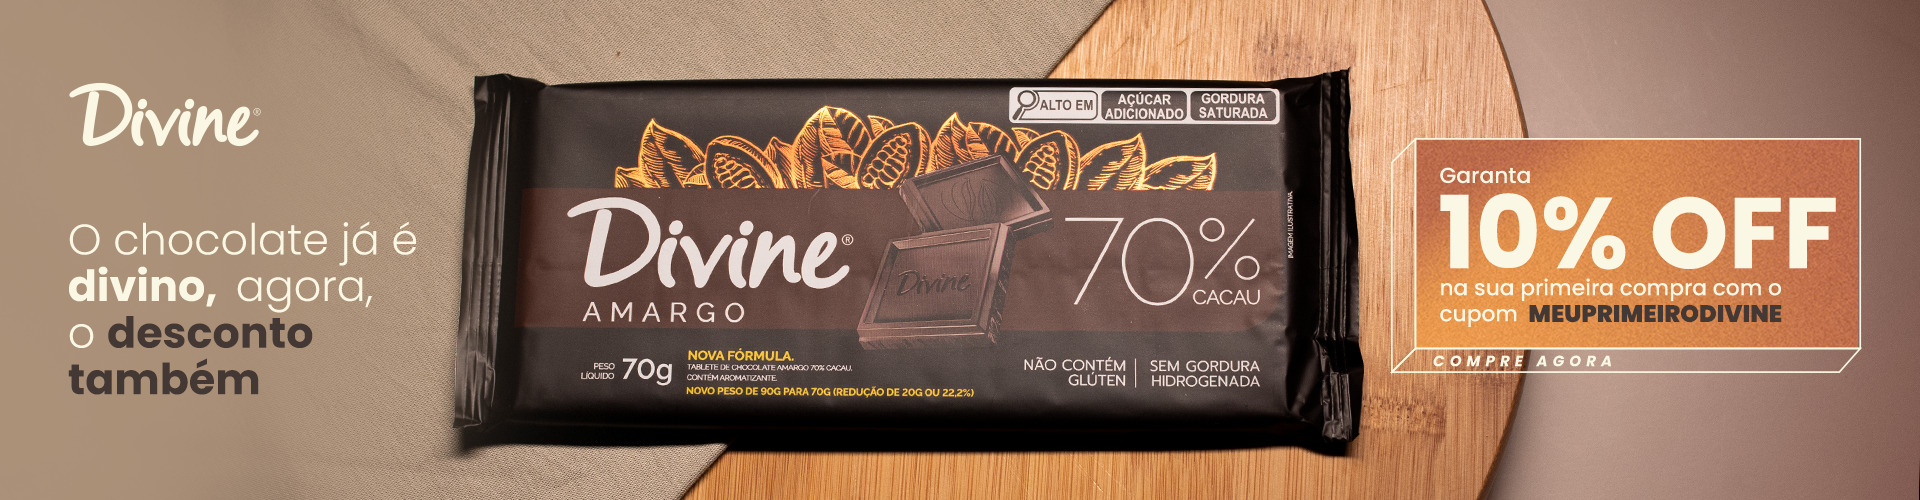 Divine®
O chocolate já é
divino, agora,
o desconto
também
ALTO EM
AÇÚCAR
ADICIONADO
GORDURA
SATURADA
Divine®
AMARGO
Divine
70%
CACAU
IMAGEM ILUSTRATIVA
PESO
LÍQUIDO
70g
NOVA FÓRMULA.
TABLETE DE CHOCOLATE AMARGO 70% CACAU.
CONTÉM AROMATIZANTE.
NOVO PESO DE 90G PARA 70G (REDUÇÃO DE 20G OU 22,2%)
NÃO CONTÉM
GLÚTEN
SEM GORDURA
HIDROGENADA
Garanta
10% OFF
na sua primeira compra com o
cupom MEUPRIMEIRODIVINE
COMPRE AGORA